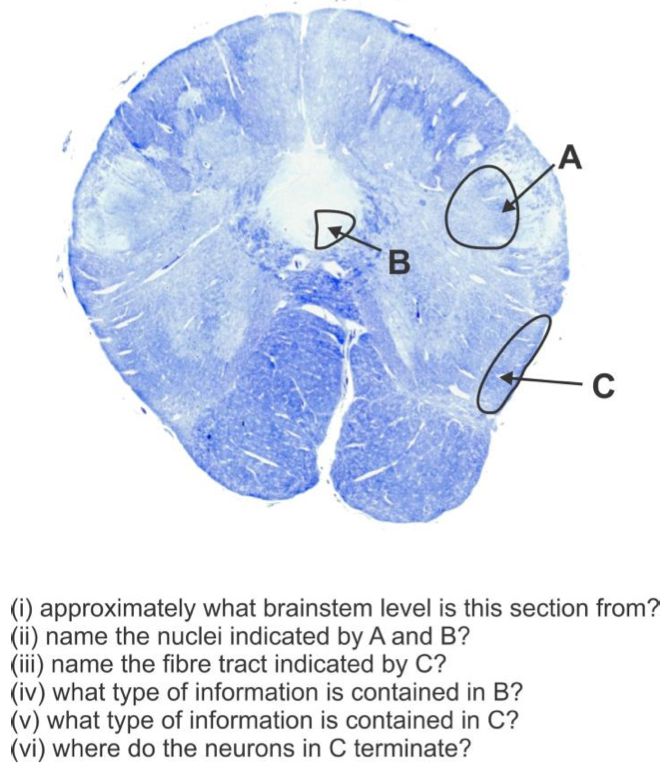 A
B
C
(i) approximately what brainstem level is this section from?
(ii) name the nuclei indicated by A and B?
(iii) name the fibre tract indicated by C?
(iv) what type of information is contained in B?
(v) what type of information is contained in C?
(vi) where do the neurons in C terminate?